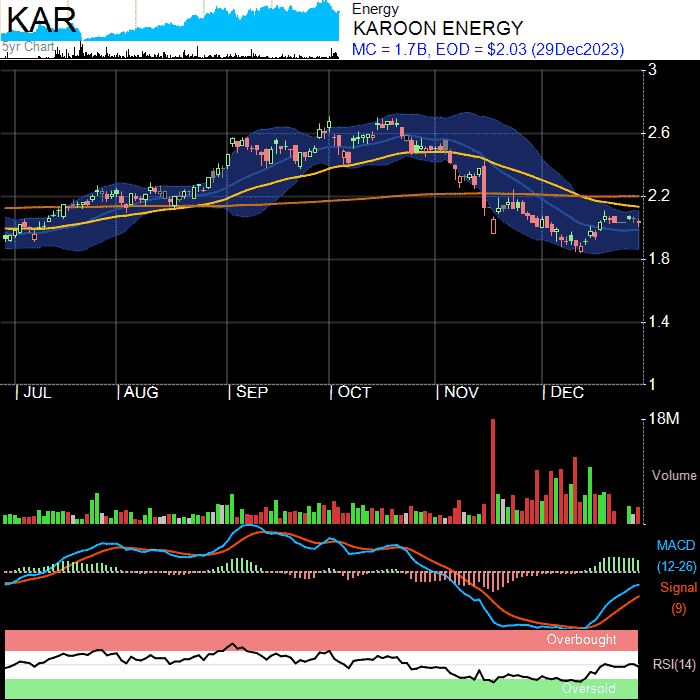 KAR
5yr Chart
Energy
KAROON ENERGY
MC = 1.7B, EOD = $2.03 (29Dec2023)
3
2.6
2.2
1.8
1.4
1
JUL
AUG
SEP
OCT
NOV
DEC
18M
Volume
MACD
(12-26)
Signal
(9)
Overbought
RSI(14)
Oversold